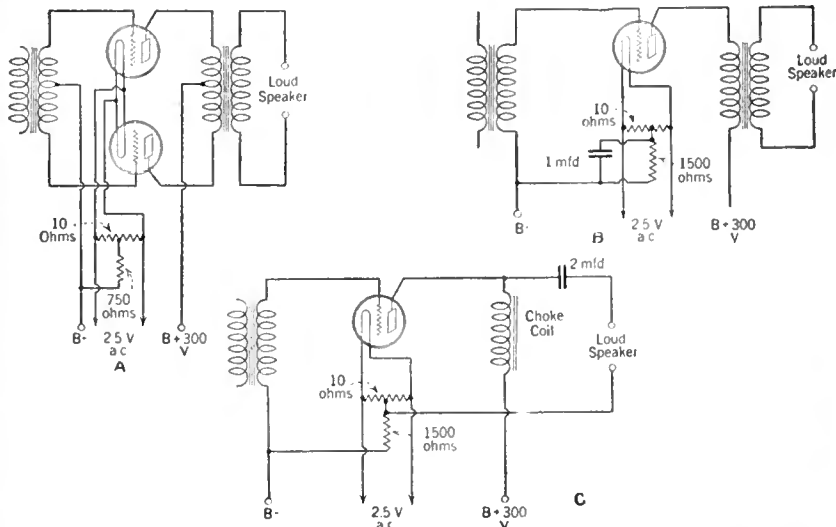 Loud
Speaker
10
Ohms
750
ohms
B-
2.5 V
a c
B + 300
V
A
Loud
Speaker
10
ohms
1 mfd
1500
ohms
B-
2.5 V
a c
B + 300
V
B
2 mfd
Choke
Coil
Loud
Speaker
10
ohms
1500
ohms
B-
2.5 V
a c
B + 300
V
C